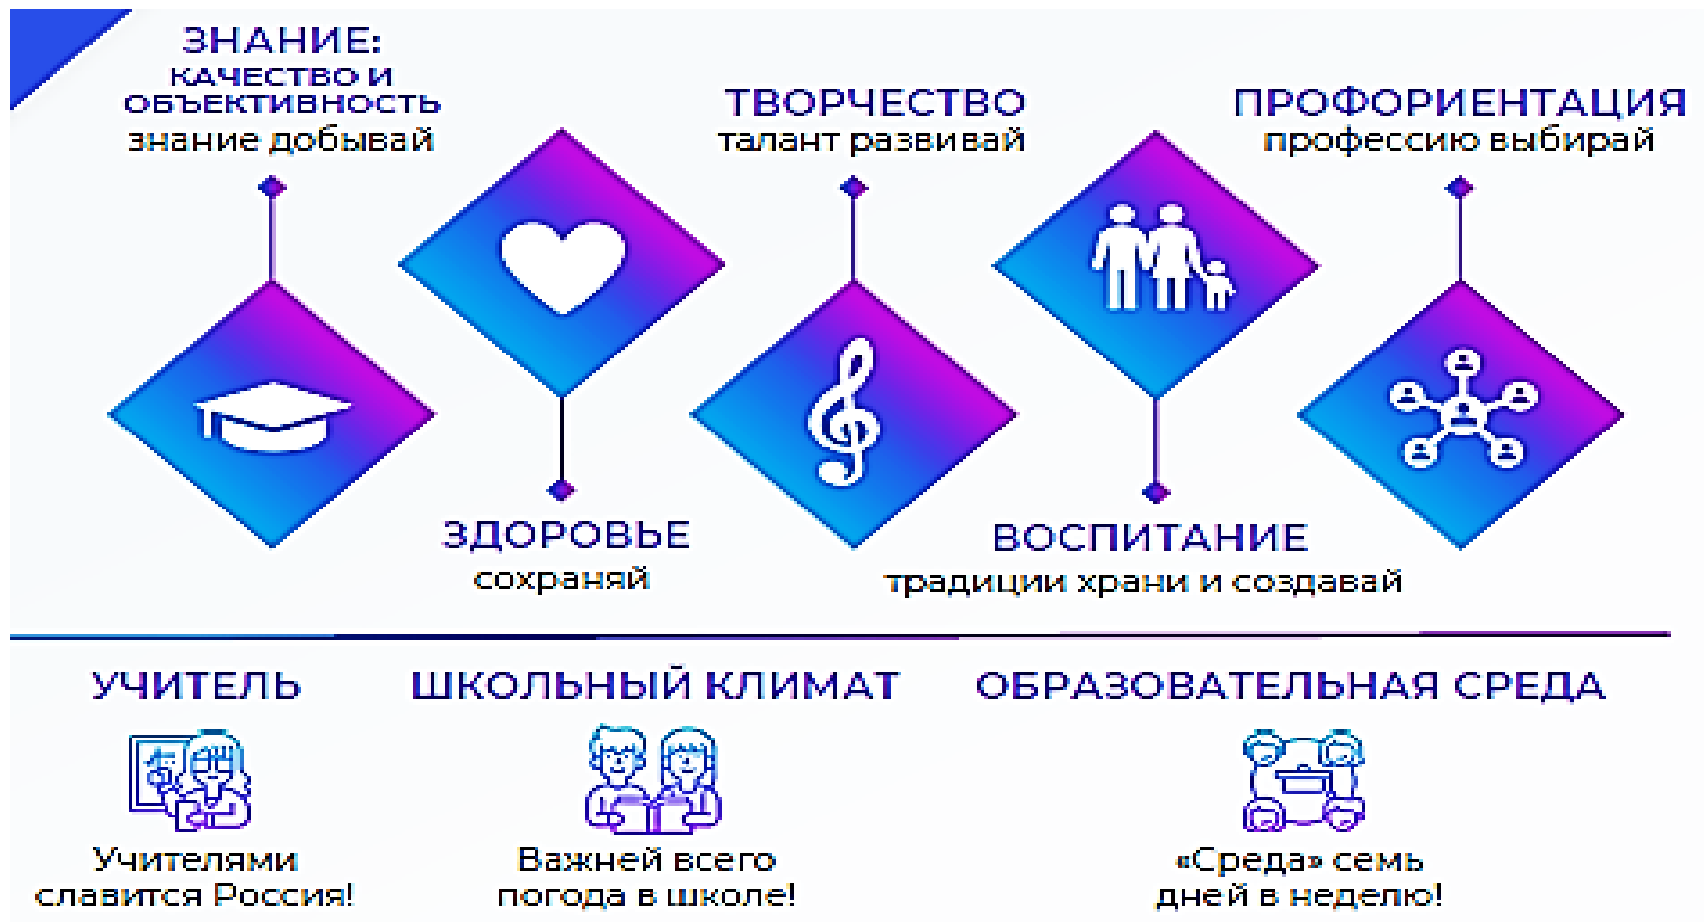 ЗНАНИЕ:
КАЧЕСТВО И
ОБЪЕКТИВНОСТЬ
знание добывай
ЗДОРОВЬЕ
сохраняй
ТВОРЧЕСТВО
талант развивай
ВОСПИТАНИЕ
традиции храни и создавай
ПРОФОРИЕНТАЦИЯ
профессию выбирай
УЧИТЕЛЬ
Учителями
славится Россия!
ШКОЛЬНЫЙ КЛИМАТ
Важней всего
погода в школе!
ОБРАЗОВАТЕЛЬНАЯ СРЕДА
«Среда» семь
дней в неделю!